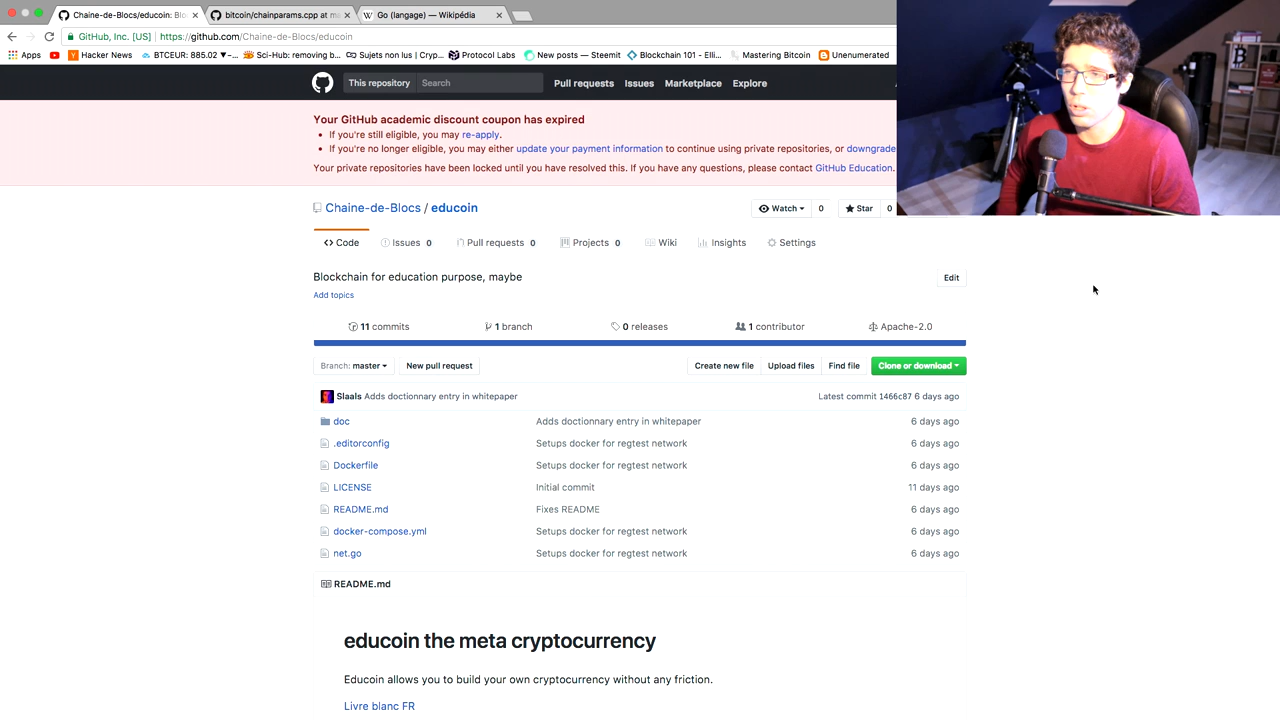 Chaine-de-Blocs/educoin: Blo
bitcoin/chainparams.cpp at ma
Go (langage) — Wikipédia
GitHub, Inc. [US]
https://github.com/Chaine-de-Blocs/educoin
Apps
Hacker News
BTCEUR: 885.02 ▼−...
Sci-Hub: removing b...
Sujets non lus | Cryp...
Protocol Labs
New posts — Steemit
Blockchain 101 - Elli...
Mastering Bitcoin
Unenumerated
This repository
Search
Pull requests
Issues
Marketplace
Explore
Your GitHub academic discount coupon has expired
• If you're still eligible, you may re-apply.
• If you're no longer eligible, you may either update your payment information to continue using private repositories, or downgrade
Your private repositories have been locked until you have resolved this. If you have any questions, please contact GitHub Education.
Chaine-de-Blocs / educoin
Watch 0
Star 0
Code
Issues 0
Pull requests 0
Projects 0
Wiki
Insights
Settings
Blockchain for education purpose, maybe
Edit
Add topics
11 commits
1 branch
0 releases
1 contributor
Apache-2.0
Branch: master
New pull request
Create new file
Upload files
Find file
Clone or download
Slaals Adds doctionnary entry in whitepaper
Latest commit 1466c87 6 days ago
doc Adds doctionnary entry in whitepaper 6 days ago
.editorconfig Setups docker for regtest network 6 days ago
Dockerfile Setups docker for regtest network 6 days ago
LICENSE Initial commit 11 days ago
README.md Fixes README 6 days ago
docker-compose.yml Setups docker for regtest network 6 days ago
net.go Setups docker for regtest network 6 days ago
README.md
educoin the meta cryptocurrency
Educoin allows you to build your own cryptocurrency without any friction.
Livre blanc FR